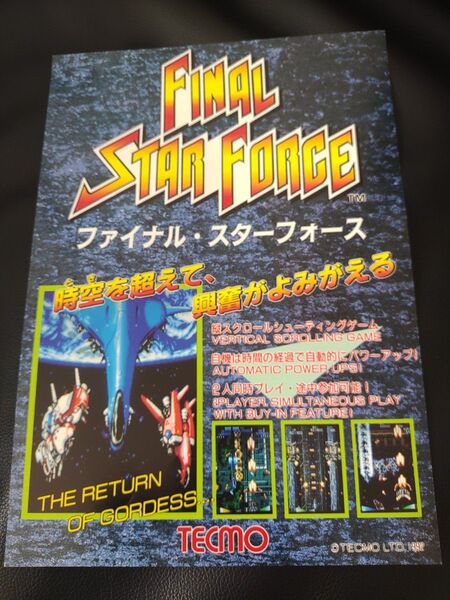 FINAL
STAR FORCE
TM
ファイナル・スターフォース
時空を超えて、
興奮がよみがえる
縦スクロールシューティングゲーム
VERTICAL SCROLLING GAME
自機は時間の経過で自動的にパワーアップ!
AUTOMATIC POWER UPS!
2人同時プレイ・途中参加可能!
2PLAYER SIMULTANEOUS PLAY
WITH BUY-IN FEATURE!
THE RETURN
OF GORDESS...
TECMO
©TECMO LTD.